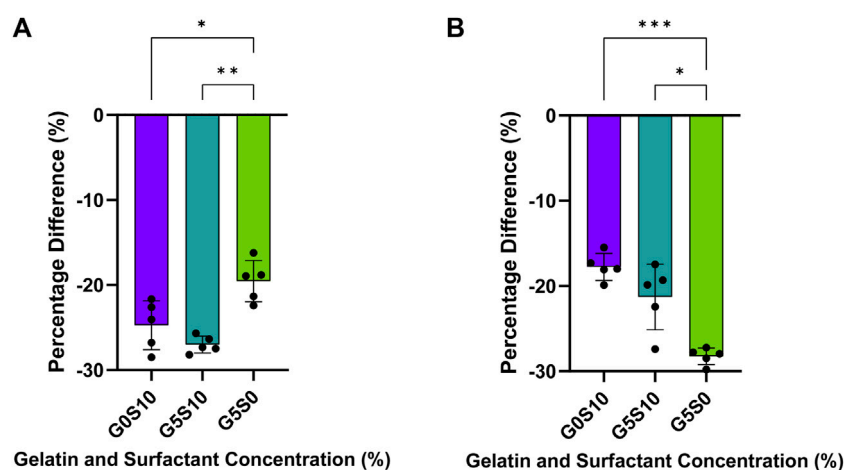 A
*
**
0
-10
-20
-30
Percentage Difference (%)
G0S10
G5S10
G5S0
Gelatin and Surfactant Concentration (%)
B
***
*
0
-10
-20
-30
Percentage Difference (%)
G0S10
G5S10
G5S0
Gelatin and Surfactant Concentration (%)